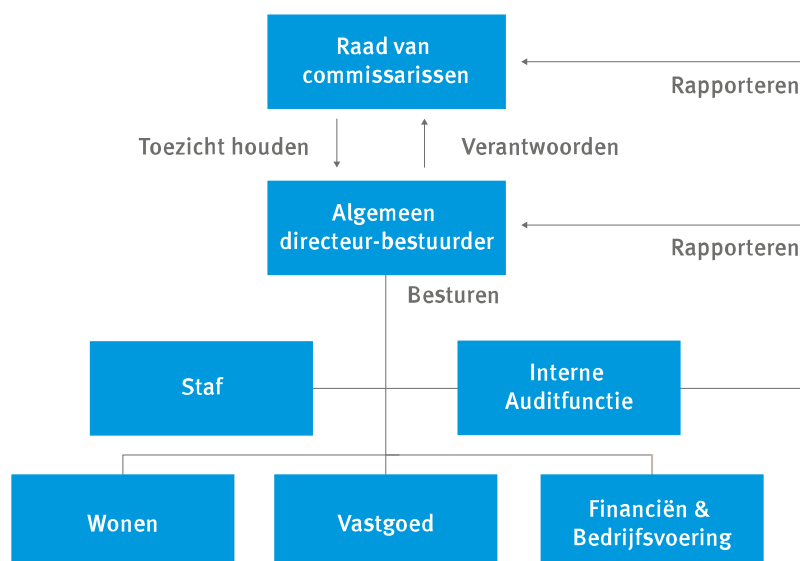 Raad van
commissarissen
Rapporteren
Toezicht houden
Verantwoorden
Algemeen
directeur-bestuurder
Rapporteren
Besturen
Staf
Interne
Auditfunctie
Wonen
Vastgoed
Financiën &
Bedrijfsvoering